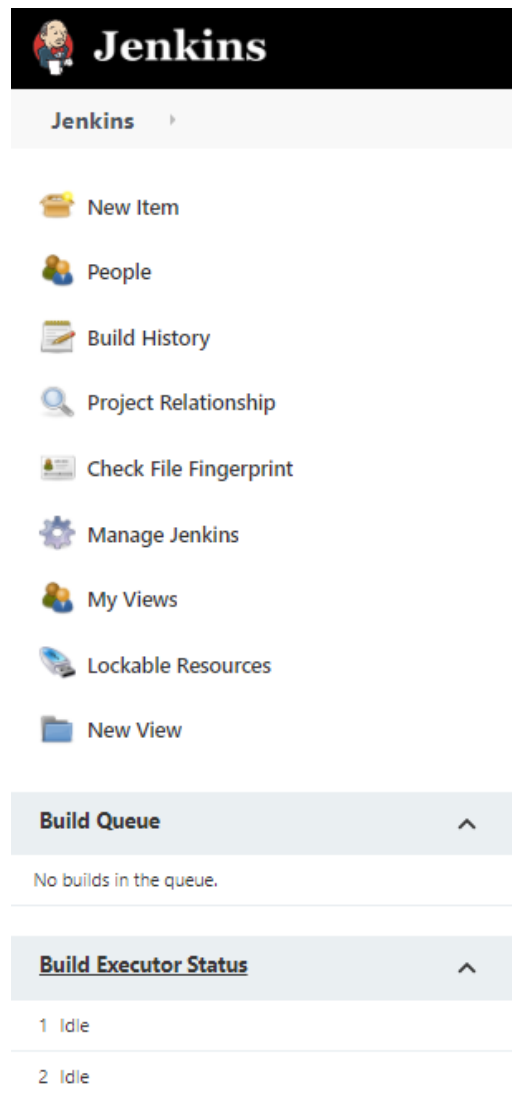 Jenkins
Jenkins
New Item
People
Build History
Project Relationship
Check File Fingerprint
Manage Jenkins
My Views
Lockable Resources
New View
Build Queue
No builds in the queue.
Build Executor Status
1 Idle
2 Idle